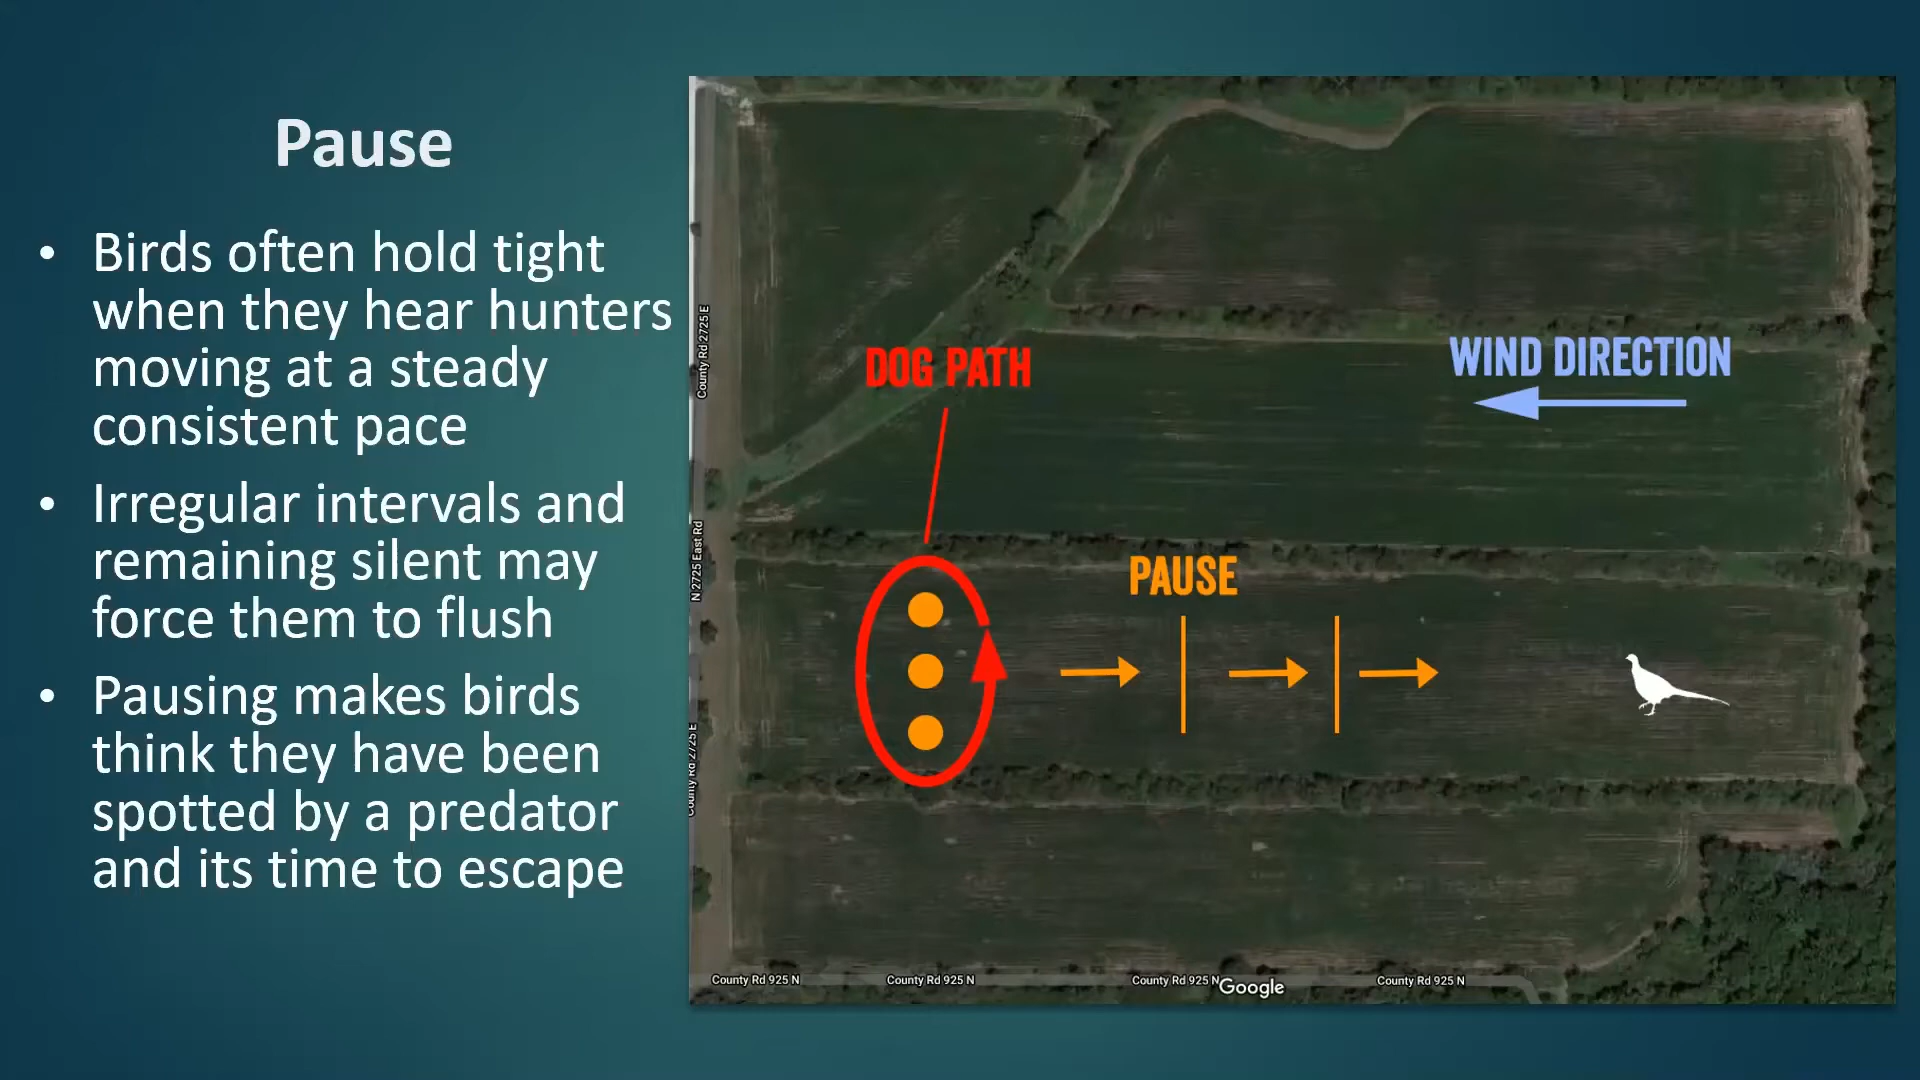 Pause
• Birds often hold tight
when they hear hunters
moving at a steady
consistent pace
• Irregular intervals and
remaining silent may
force them to flush
• Pausing makes birds
think they have been
spotted by a predator
and its time to escape
DOG PATH
WIND DIRECTION
PAUSE
County Rd 2725 E
N 2725 East Rd
County Rd 2725 E
County Rd 925 N
County Rd 925 N
County Rd 925 N
Google
County Rd 925 N